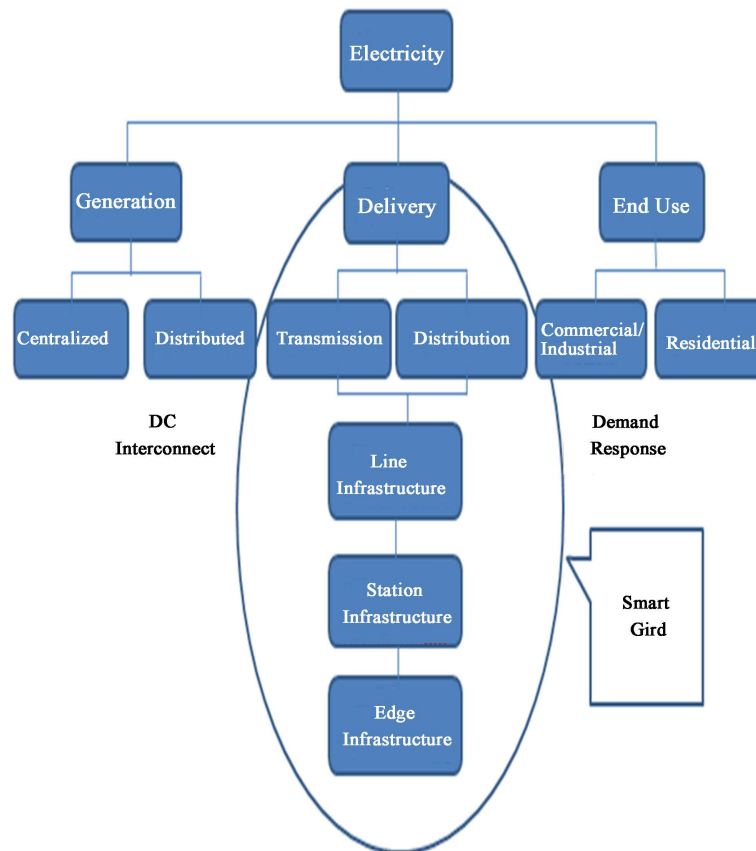 Electricity
Generation
Delivery
End Use
Centralized
Distributed
Transmission
Distribution
Commercial/
Industrial
Residential
DC
Interconnect
Demand
Response
Line
Infrastructure
Station
Infrastructure
Smart
Gird
Edge
Infrastructure